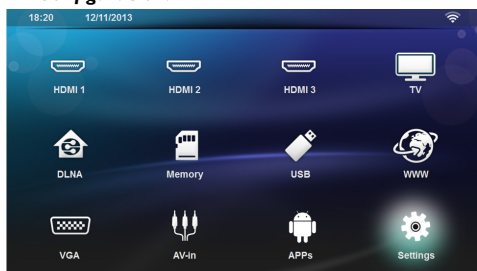 18:20 12/11/2013
HDMI 1 HDMI 2 HDMI 3 TV
DLNA Memory USB WWW
VGA AV-in APPs Settings